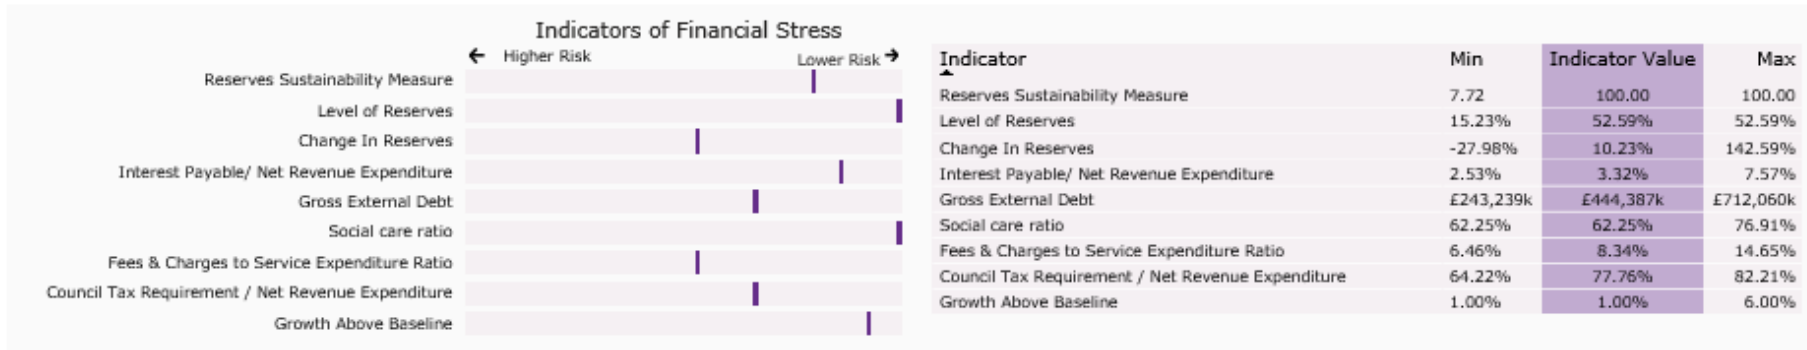 Indicators of Financial Stress
← Higher Risk Lower Risk →
Reserves Sustainability Measure
Level of Reserves
Change In Reserves
Interest Payable/ Net Revenue Expenditure
Gross External Debt
Social care ratio
Fees & Charges to Service Expenditure Ratio
Council Tax Requirement / Net Revenue Expenditure
Growth Above Baseline
Indicator Min Indicator Value Max
Reserves Sustainability Measure 7.72 100.00 100.00
Level of Reserves 15.23% 52.59% 52.59%
Change In Reserves -27.98% 10.23% 142.59%
Interest Payable/ Net Revenue Expenditure 2.53% 3.32% 7.57%
Gross External Debt £243,239k £444,387k £712,060k
Social care ratio 62.25% 62.25% 76.91%
Fees & Charges to Service Expenditure Ratio 6.46% 8.34% 14.65%
Council Tax Requirement / Net Revenue Expenditure 64.22% 77.76% 82.21%
Growth Above Baseline 1.00% 1.00% 6.00%